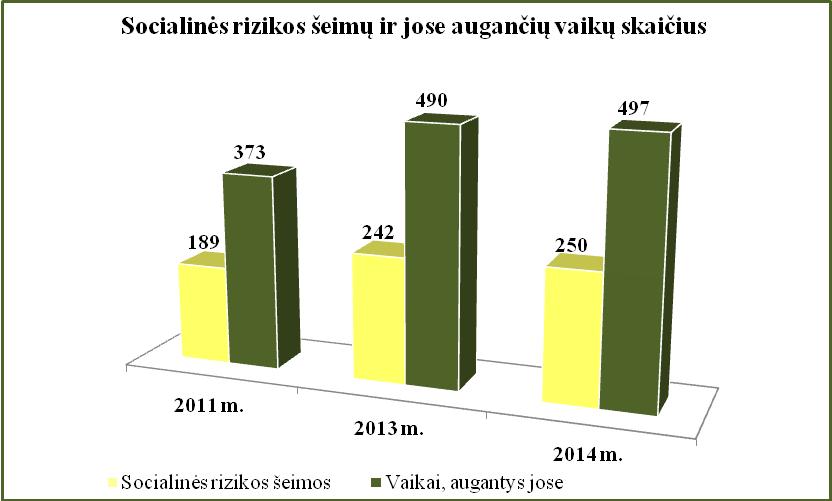 Socialinės rizikos šeimų ir jose augančių vaikų skaičius
373
490
497
189
242
250
2011 m.
2013 m.
2014 m.
Socialinės rizikos šeimos
Vaikai, augantys jose